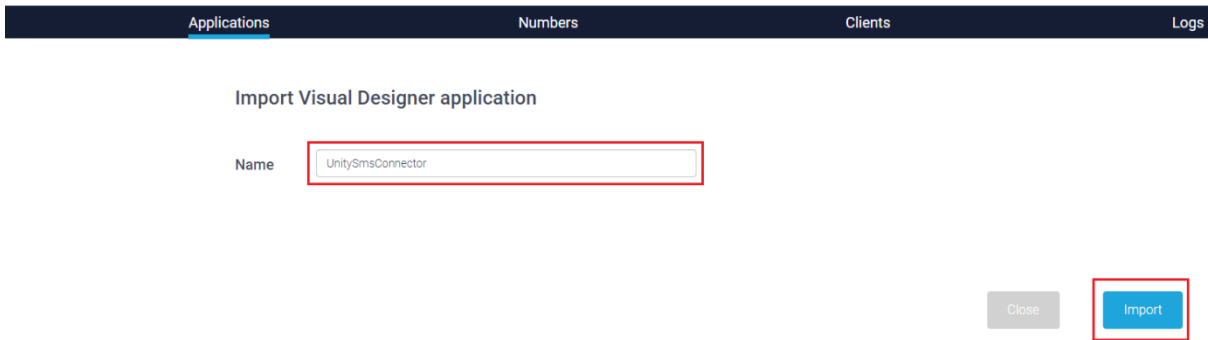 Applications Numbers Clients Logs
Import Visual Designer application
Name UnitySmsConnector
Close Import